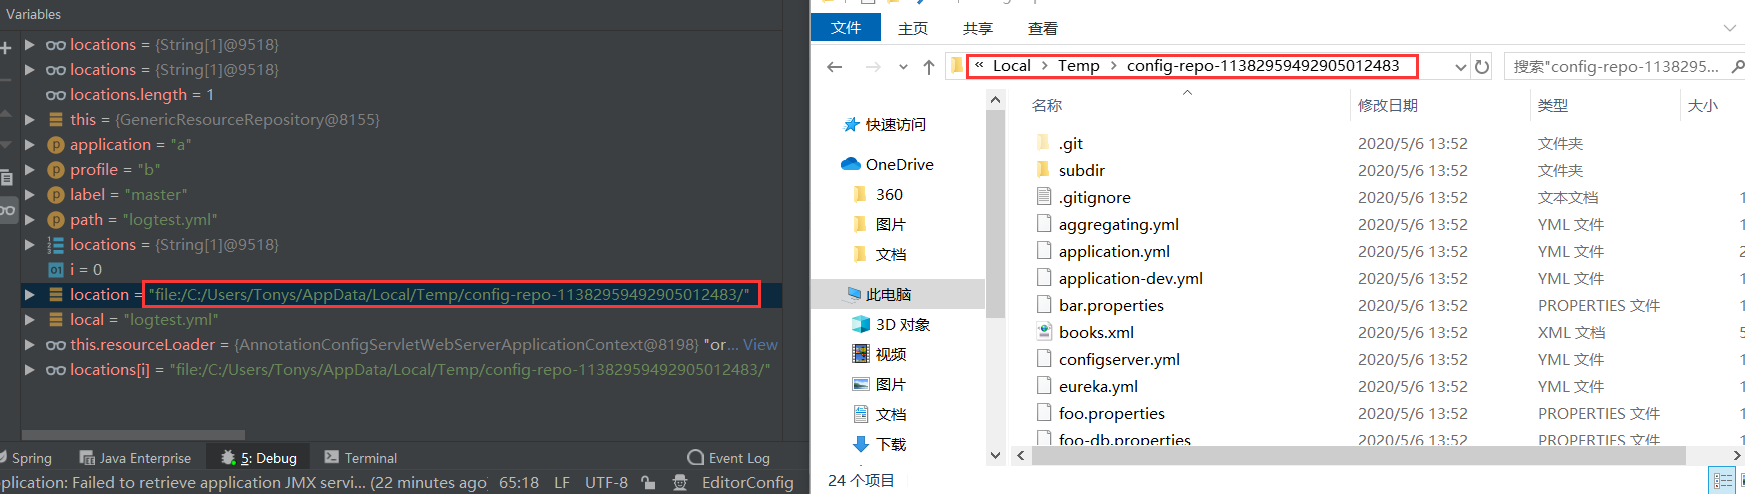 Variables
locations = {String[1]@9518}
locations = {String[1]@9518}
locations.length = 1
this = {GenericResourceRepository@8155}
application = "a"
profile = "b"
label = "master"
path = "logtest.yml"
locations = {String[1]@9518}
i = 0
location = "file:/C:/Users/Tonys/AppData/Local/Temp/config-repo-11382959492905012483/"
local = "logtest.yml"
this.resourceLoader = {AnnotationConfigServletWebServerApplicationContext@8198} "or... View
locations[i] = "file:/C:/Users/Tonys/AppData/Local/Temp/config-repo-11382959492905012483/"
Spring Java Enterprise 5: Debug Terminal Event Log
plication: Failed to retrieve application JMX servi... (22 minutes ago) 65:18 LF UTF-8 EditorConfig
文件 主页 共享 查看
« Local > Temp > config-repo-11382959492905012483
搜索"config-repo-1138295...
快速访问
OneDrive
360
图片
文档
此电脑
3D 对象
视频
图片
文档
下载
名称 修改日期 类型 大小
.git 2020/5/6 13:52 文件夹
subdir 2020/5/6 13:52 文件夹
.gitignore 2020/5/6 13:52 文本文档 1
aggregating.yml 2020/5/6 13:52 YML 文件 1
application.yml 2020/5/6 13:52 YML 文件 2
application-dev.yml 2020/5/6 13:52 YML 文件 1
bar.properties 2020/5/6 13:52 PROPERTIES 文件 1
books.xml 2020/5/6 13:52 XML 文档 5
configserver.yml 2020/5/6 13:52 YML 文件 1
eureka.yml 2020/5/6 13:52 YML 文件 1
foo.properties 2020/5/6 13:52 PROPERTIES 文件 1
foo-db.properties 2020/5/6 13:52 PROPERTIES 文件 1
24 个项目